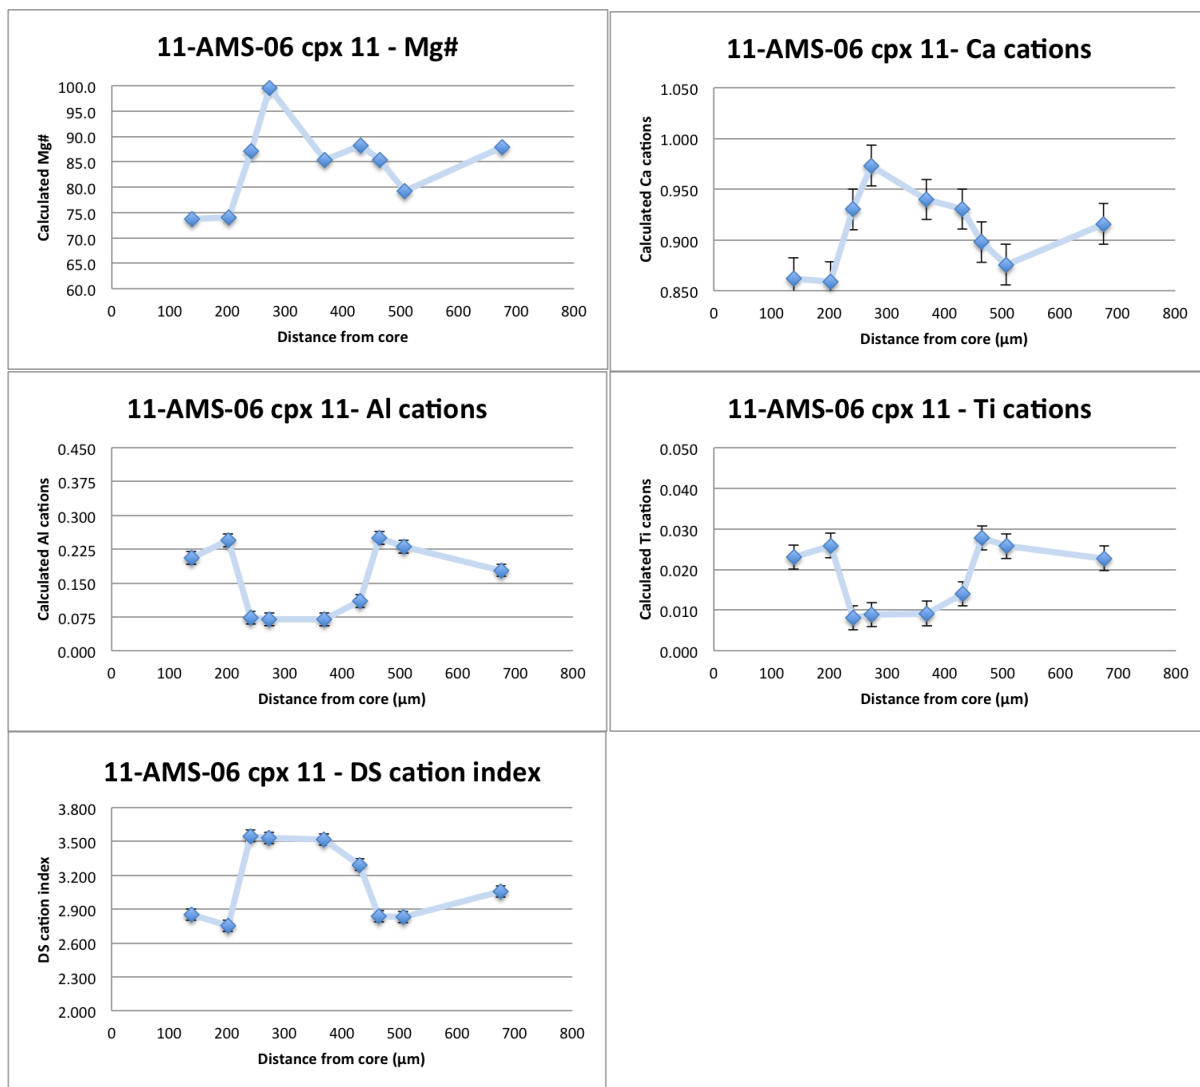 11-AMS-06 cpx 11 - Mg#
Calculated Mg#
100.0
95.0
90.0
85.0
80.0
75.0
70.0
65.0
60.0
0 100 200 300 400 500 600 700 800
Distance from core
11-AMS-06 cpx 11- Ca cations
Calculated Ca cations
1.050
1.000
0.950
0.900
0.850
0 100 200 300 400 500 600 700 800
Distance from core (µm)
11-AMS-06 cpx 11- Al cations
Calculated Al cations
0.450
0.375
0.300
0.225
0.150
0.075
0.000
0 100 200 300 400 500 600 700 800
Distance from core (µm)
11-AMS-06 cpx 11 - Ti cations
Calculated Ti cations
0.050
0.040
0.030
0.020
0.010
0.000
0 100 200 300 400 500 600 700 800
Distance from core (µm)
11-AMS-06 cpx 11 - DS cation index
DS cation index
3.800
3.500
3.200
2.900
2.600
2.300
2.000
0 100 200 300 400 500 600 700 800
Distance from core (µm)